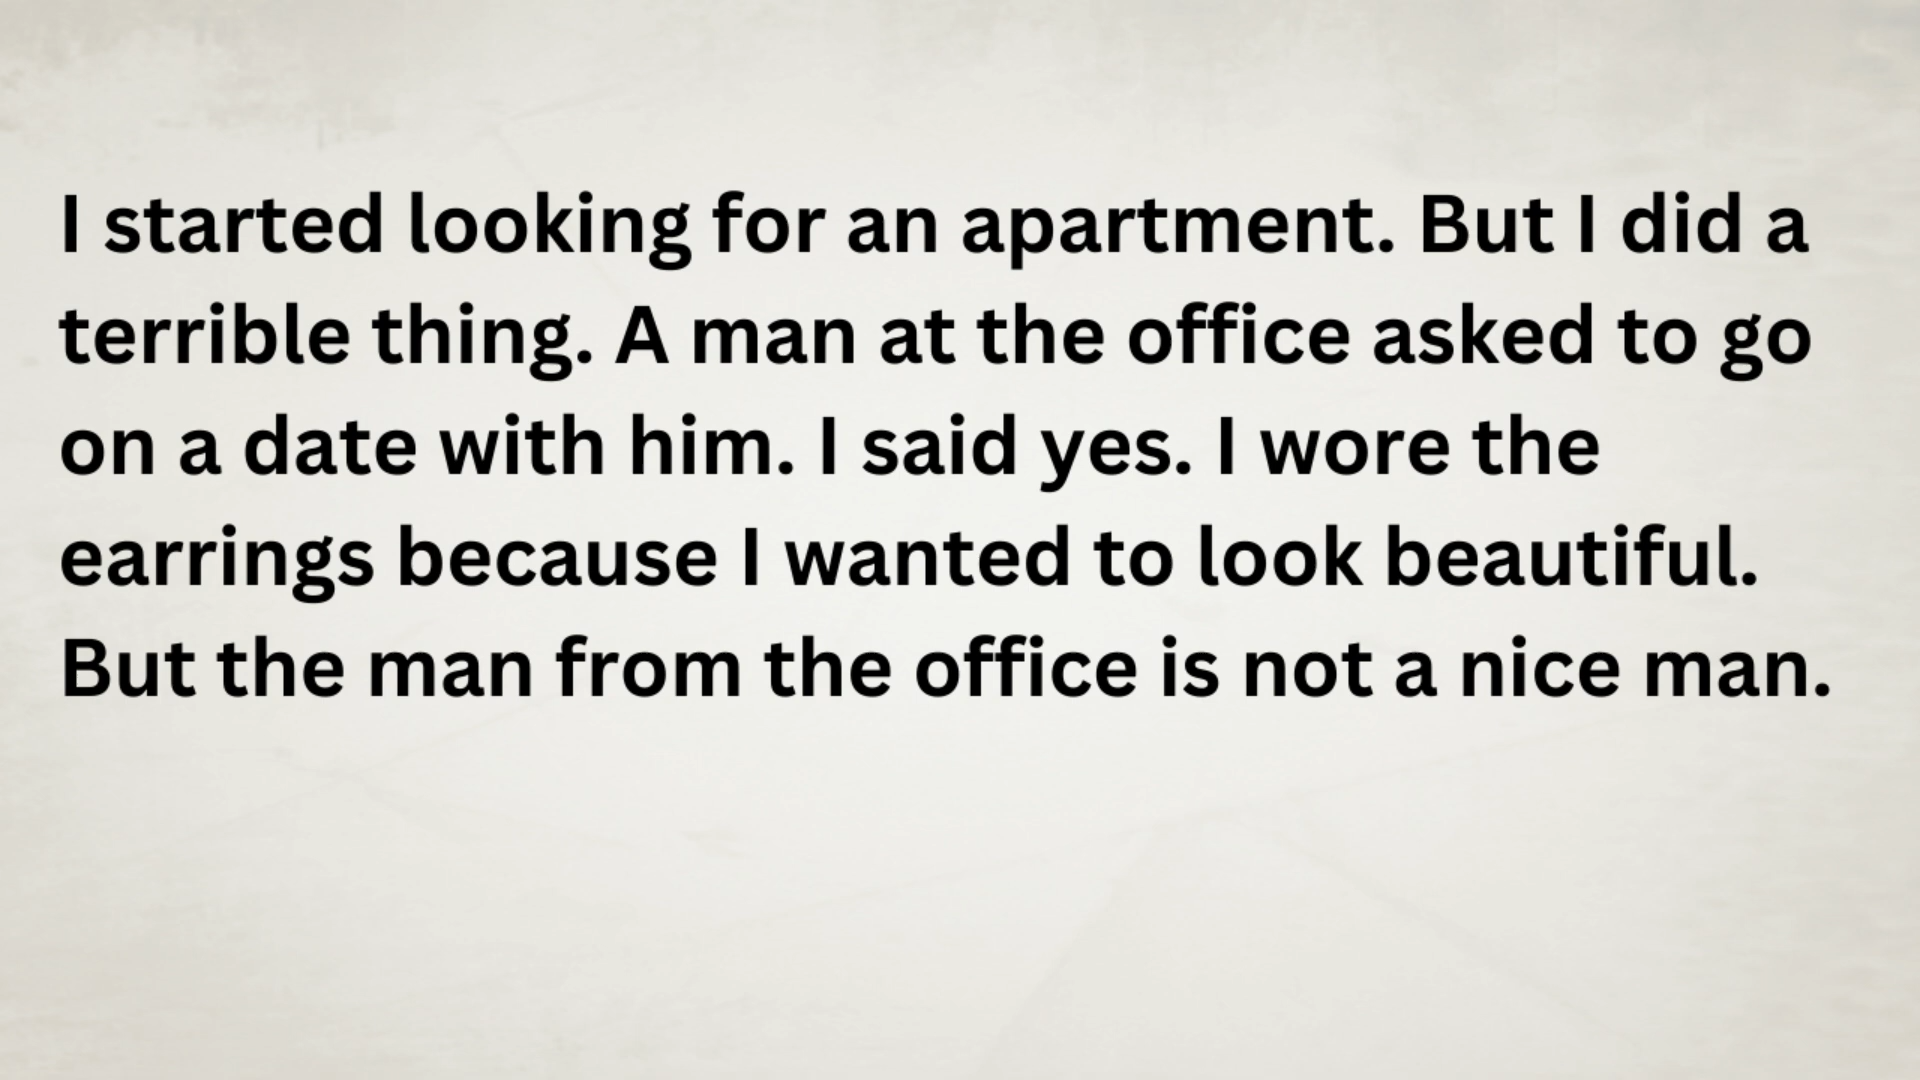 I started looking for an apartment. But I did a
terrible thing. A man at the office asked to go
on a date with him. I said yes. I wore the
earrings because I wanted to look beautiful.
But the man from the office is not a nice man.